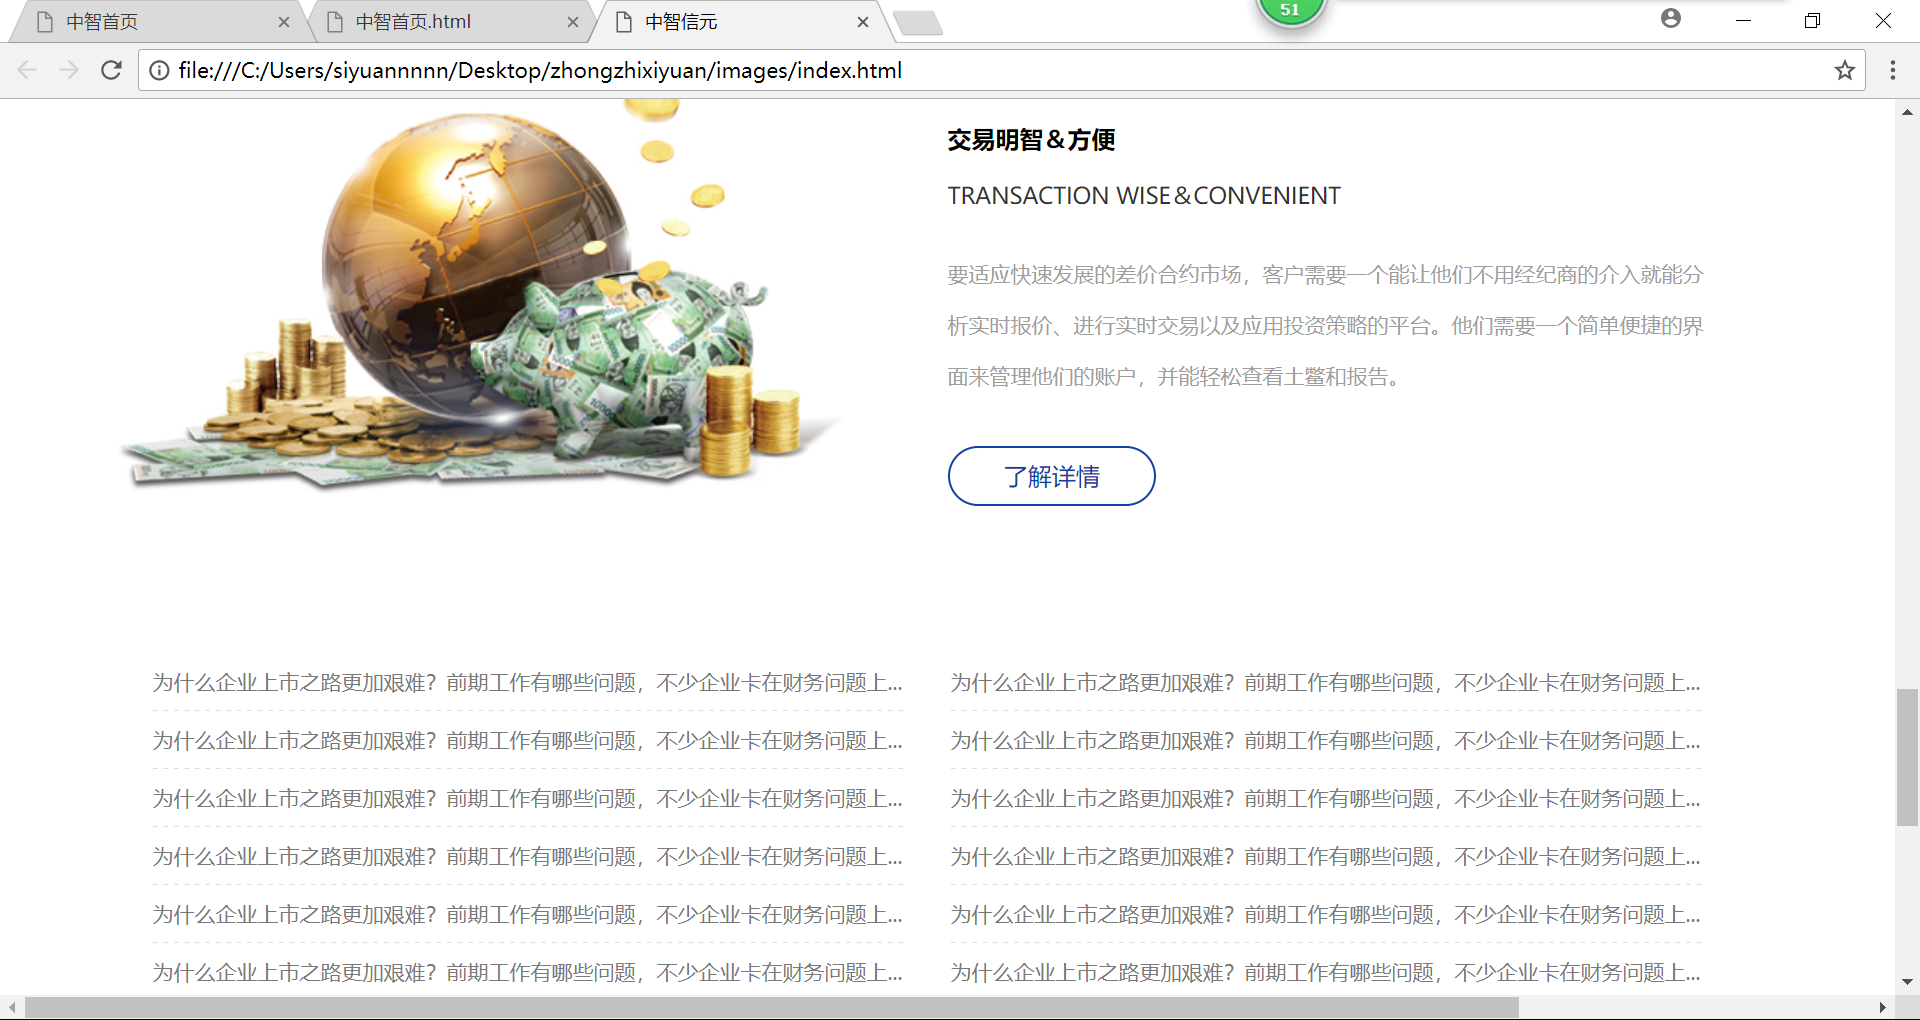 中智首页
中智首页.html
中智信元
51
file:///C:/Users/siyuannnnn/Desktop/zhongzhixiyuan/images/index.html
交易明智&方便
TRANSACTION WISE&CONVENIENT
要适应快速发展的差价合约市场，客户需要一个能让他们不用经纪商的介入就能分
析实时报价、进行实时交易以及应用投资策略的平台。他们需要一个简单便捷的界
面来管理他们的账户，并能轻松查看土鳖和报告。
了解详情
为什么企业上市之路更加艰难？前期工作有哪些问题，不少企业卡在财务问题上...
为什么企业上市之路更加艰难？前期工作有哪些问题，不少企业卡在财务问题上...
为什么企业上市之路更加艰难？前期工作有哪些问题，不少企业卡在财务问题上...
为什么企业上市之路更加艰难？前期工作有哪些问题，不少企业卡在财务问题上...
为什么企业上市之路更加艰难？前期工作有哪些问题，不少企业卡在财务问题上...
为什么企业上市之路更加艰难？前期工作有哪些问题，不少企业卡在财务问题上...
为什么企业上市之路更加艰难？前期工作有哪些问题，不少企业卡在财务问题上...
为什么企业上市之路更加艰难？前期工作有哪些问题，不少企业卡在财务问题上...
为什么企业上市之路更加艰难？前期工作有哪些问题，不少企业卡在财务问题上...
为什么企业上市之路更加艰难？前期工作有哪些问题，不少企业卡在财务问题上...
为什么企业上市之路更加艰难？前期工作有哪些问题，不少企业卡在财务问题上...
为什么企业上市之路更加艰难？前期工作有哪些问题，不少企业卡在财务问题上...